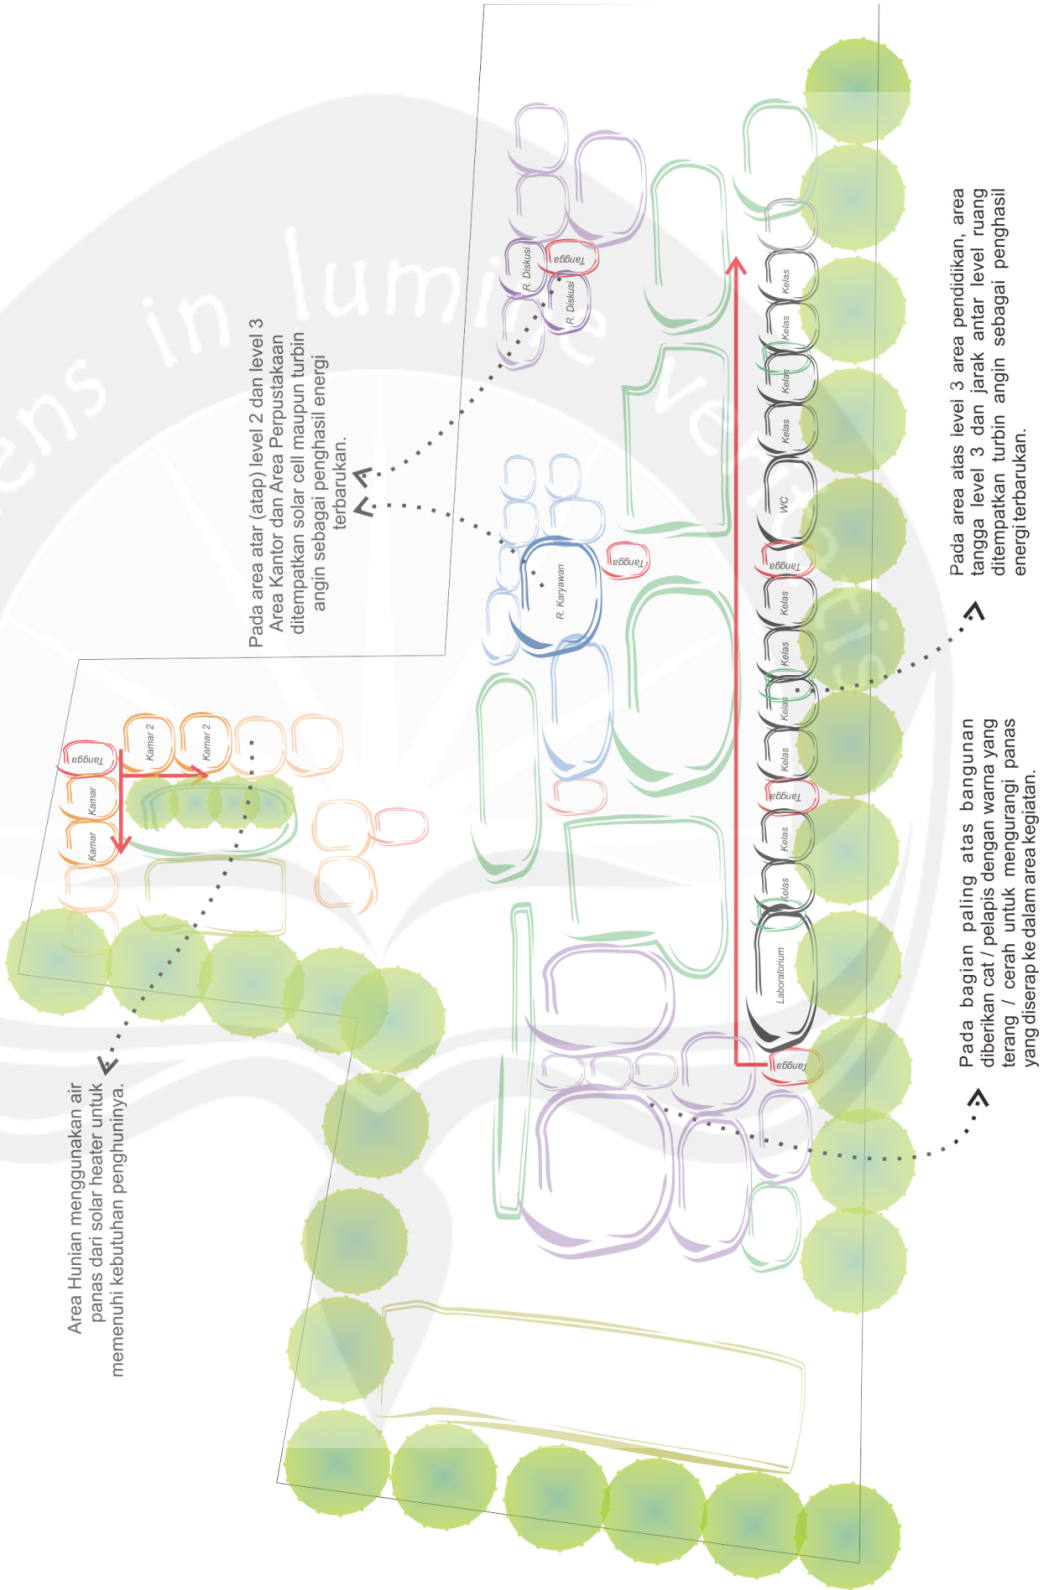 Area Hunian menggunakan air
panas dari solar heater untuk
memenuhi kebutuhan penghuninya.
Kamar
Kamar
Tangga
Kamar 2
Kamar 2
Pada area atar (atap) level 2 dan level 3
Area Kantor dan Area Perpustakaan
ditempatkan solar cell maupun turbin
angin sebagai penghasil energi
terbarukan.
ens in lumine veritatis
R. Diskusi
Tangga
R. Diskusi
R. Karyawan
Tangga
Tangga
Laboratorium
Kelas
Kelas
Tangga
Kelas
Kelas
Kelas
Kelas
Tangga
WC
Kelas
Kelas
Kelas
Kelas
Pada bagian paling atas bangunan
diberikan cat / pelapis dengan warna yang
terang / cerah untuk mengurangi panas
yang diserap ke dalam area kegiatan.
Pada area atas level 3 area pendidikan, area
tangga level 3 dan jarak antar level ruang
ditempatkan turbin angin sebagai penghasil
energi terbarukan.